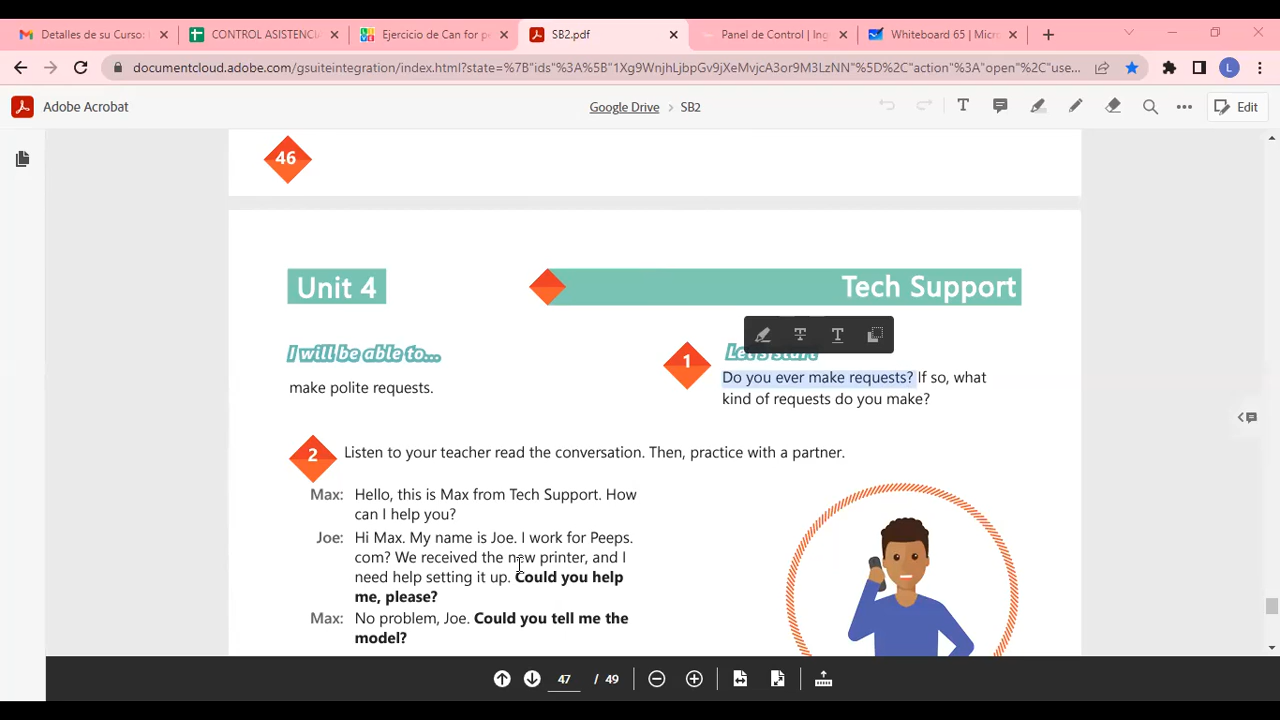 Detalles de su Curso:
CONTROL ASISTENCIA
Ejercicio de Can for pe
SB2.pdf
Panel de Control | Ing
Whiteboard 65 | Micro
documentcloud.adobe.com/gsuiteintegration/index.html?state=%7B"ids"%3A%5B"1Xg9WnjhLjbpGv9jXeMvjcA3or9M3LzNN"%5D%2C"action"%3A"open"%2C"use...
L
Adobe Acrobat
Google Drive > SB2
Edit
46
Unit 4
Tech Support
I will be able to...
make polite requests.
1
Let's start
Do you ever make requests? If so, what
kind of requests do you make?
2
Listen to your teacher read the conversation. Then, practice with a partner.
Max: Hello, this is Max from Tech Support. How
can I help you?
Joe: Hi Max. My name is Joe. I work for Peeps.
com? We received the new printer, and I
need help setting it up. Could you help
me, please?
Max: No problem, Joe. Could you tell me the
model?
47 / 49